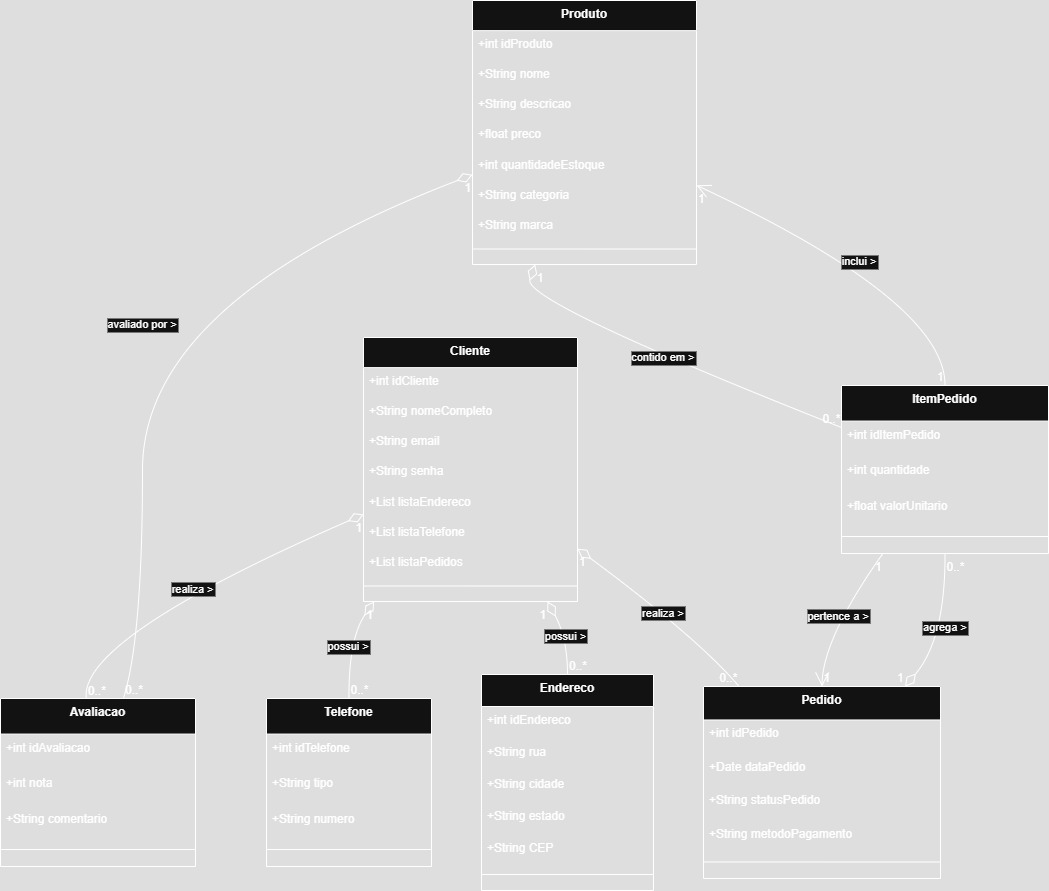 Produto
+int idProduto
+String nome
+String descricao
+float preco
+int quantidadeEstoque
+String categoria
+String marca
1
1
1
inclui >
avaliado por >
contido em >
1
0..*
Cliente
+int idCliente
+String nomeCompleto
+String email
+String senha
+List listaEndereco
+List listaTelefone
+List listaPedidos
1
1
1
1
ItemPedido
+int idItemPedido
+int quantidade
+float valorUnitario
1
0..*
realiza >
possui >
possui >
realiza >
pertence a >
agrega >
0..*
0..*
0..*
0..*
0..*
1
1
Avaliacao
+int idAvaliacao
+int nota
+String comentario
Telefone
+int idTelefone
+String tipo
+String numero
Endereco
+int idEndereco
+String rua
+String cidade
+String estado
+String CEP
Pedido
+int idPedido
+Date dataPedido
+String statusPedido
+String metodoPagamento